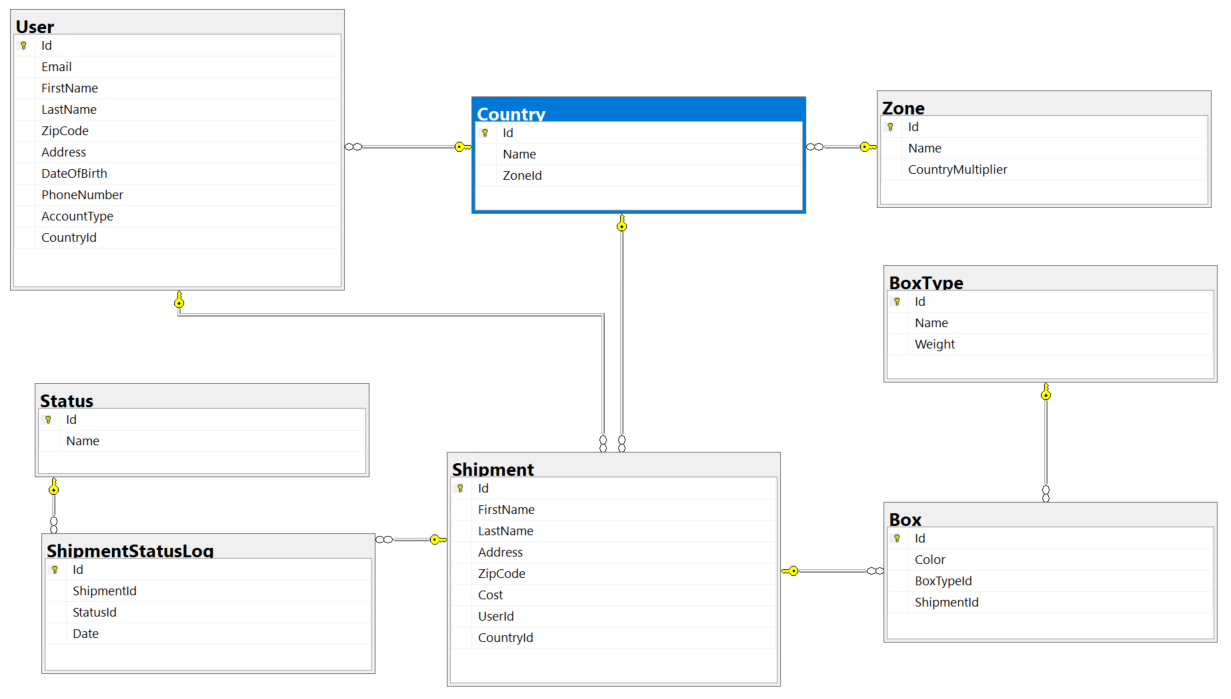 User
Id
Email
FirstName
LastName
ZipCode
Address
DateOfBirth
PhoneNumber
AccountType
CountryId
Country
Id
Name
ZoneId
Zone
Id
Name
CountryMultiplier
BoxType
Id
Name
Weight
Status
Id
Name
Shipment
Id
FirstName
LastName
Address
ZipCode
Cost
UserId
CountryId
Box
Id
Color
BoxTypeId
ShipmentId
ShipmentStatusLog
Id
ShipmentId
StatusId
Date